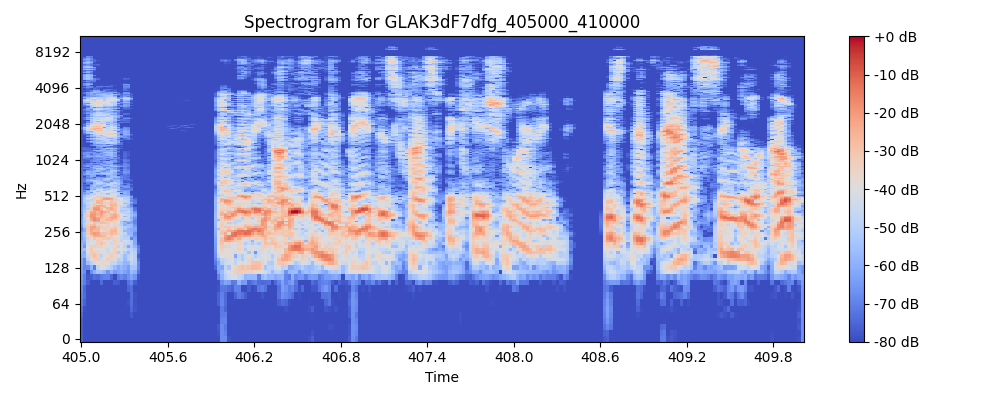 Spectrogram for GLAK3dF7dfg_405000_410000
Hz
8192
4096
2048
1024
512
256
128
64
0
405.0 405.6 406.2 406.8 407.4 408.0 408.6 409.2 409.8
Time
+0 dB
-10 dB
-20 dB
-30 dB
-40 dB
-50 dB
-60 dB
-70 dB
-80 dB